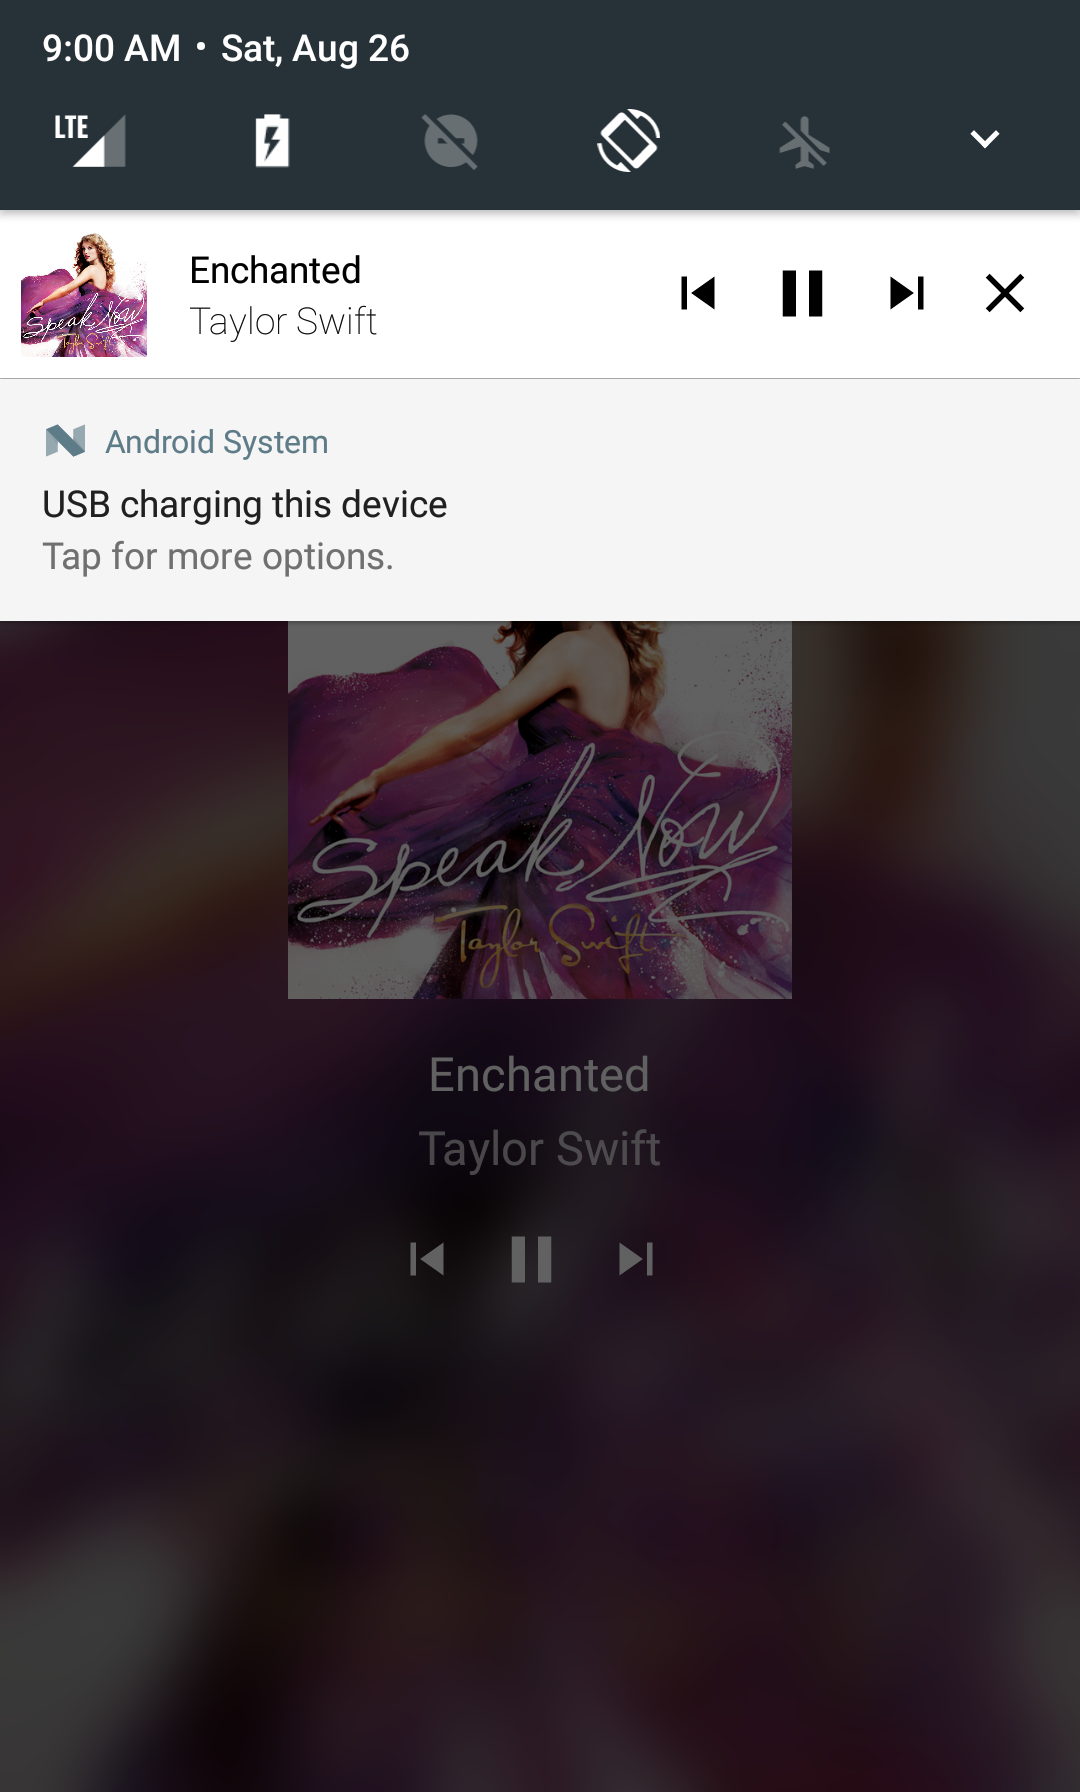 9:00 AM • Sat, Aug 26
LTE
Enchanted
Taylor Swift
Speak Now
Taylor Swift
Android System
USB charging this device
Tap for more options.
Speak Now
Taylor Swift
Enchanted
Taylor Swift